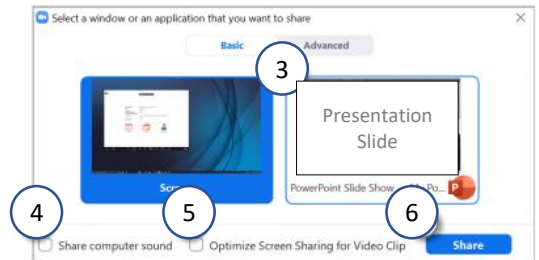 Select a window or an application that you want to share
Basic Advanced
3
Presentation
Slide
PowerPoint Slide Show Po... P
4 5 6
Share computer sound Optimize Screen Sharing for Video Clip Share